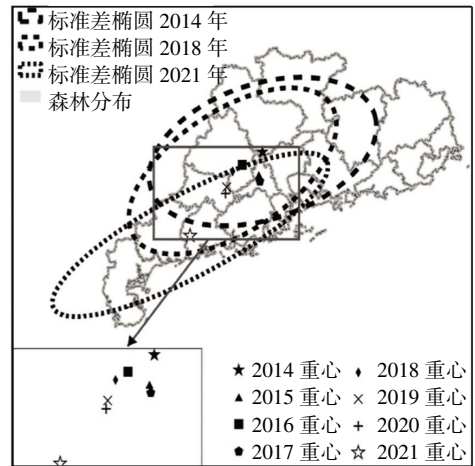 标准差椭圆 2014 年
标准差椭圆 2018 年
标准差椭圆 2021 年
森林分布
2014 重心 2018 重心
2015 重心 2019 重心
2016 重心 2020 重心
2017 重心 2021 重心